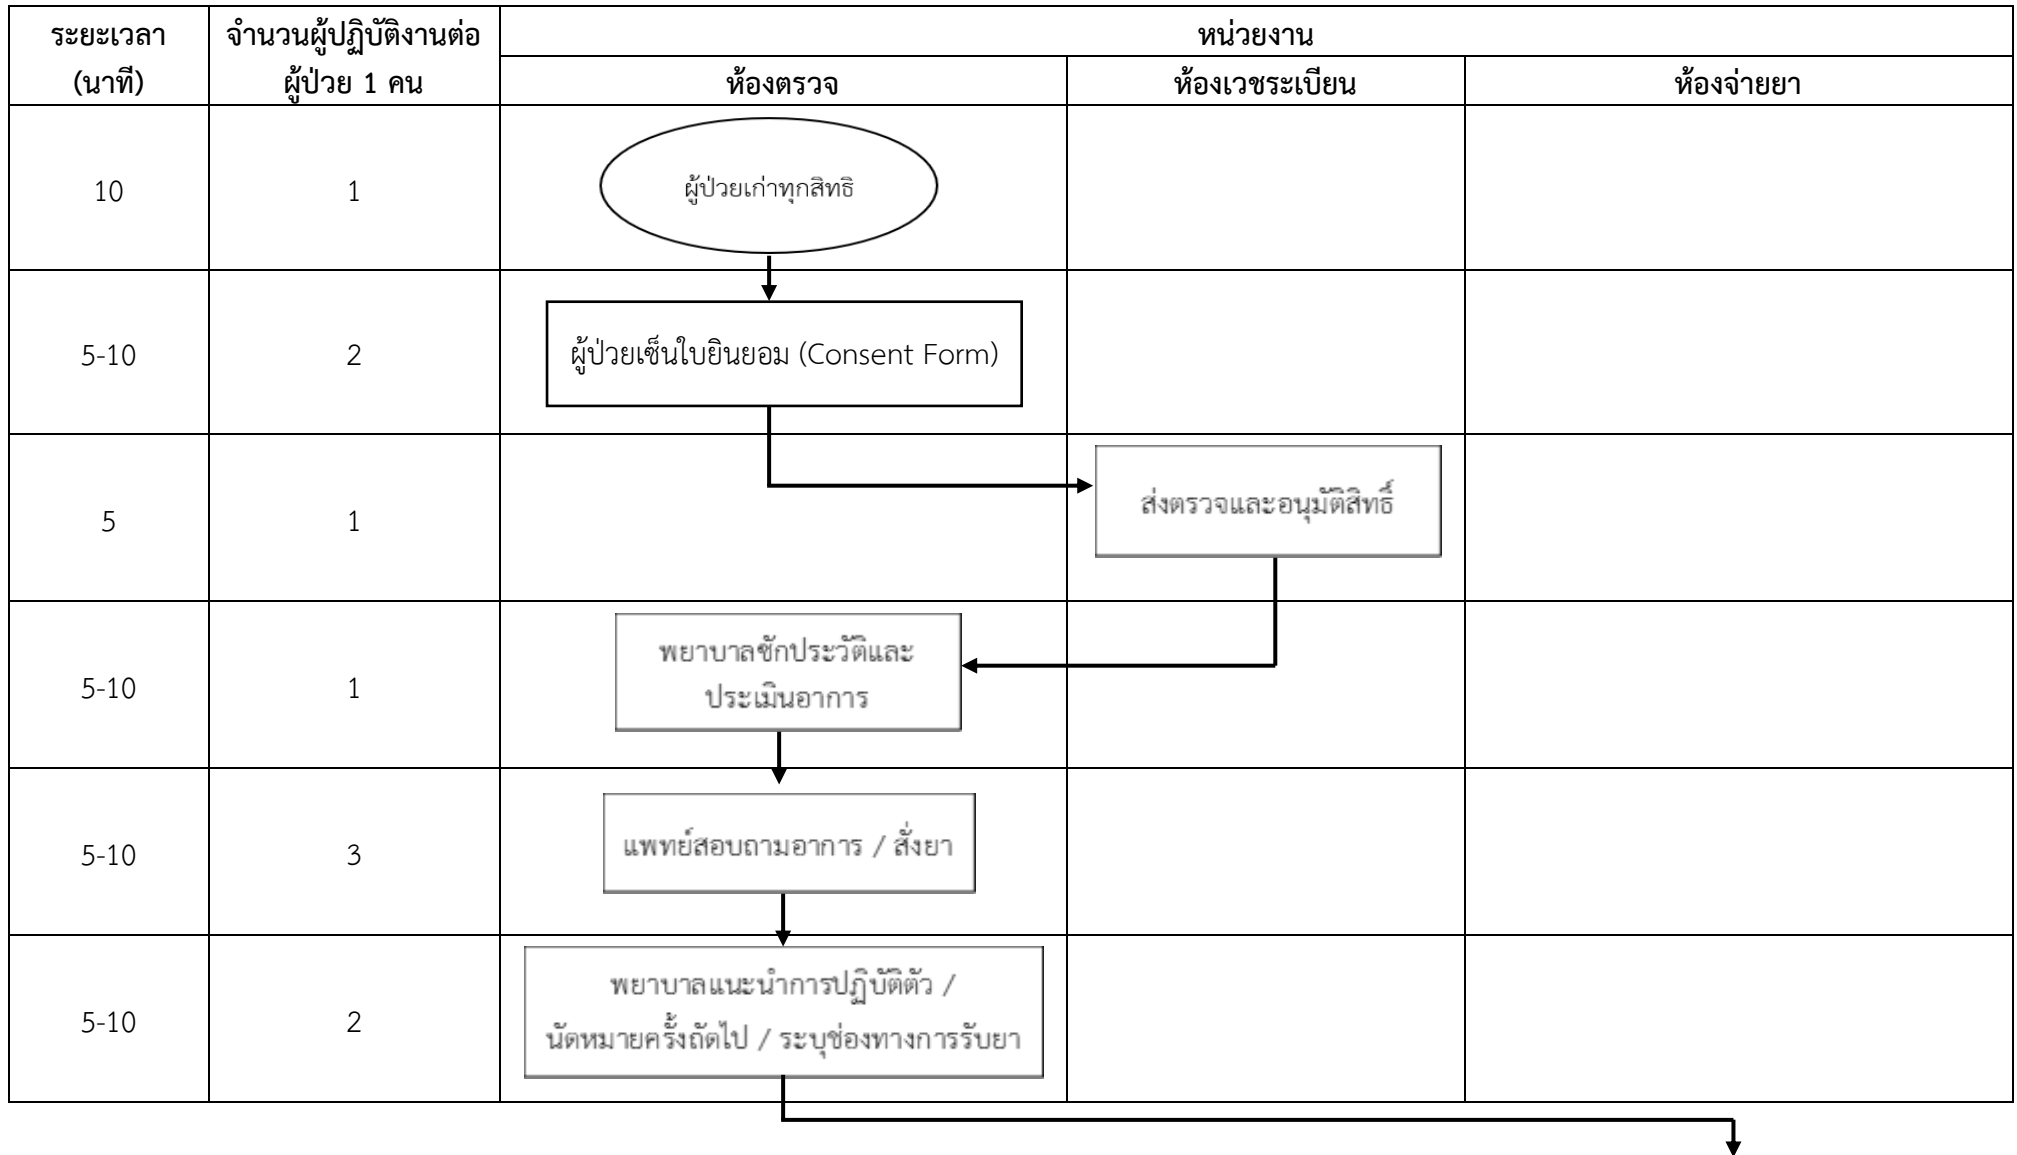 ระยะเวลา
(นาที)
จำนวนผู้ปฏิบัติงานต่อ
ผู้ป่วย 1 คน
หน่วยงาน
ห้องตรวจ
ห้องเวชระเบียน
ห้องจ่ายยา
10
1
ผู้ป่วยเก่าทุกสิทธิ
5-10
2
ผู้ป่วยเซ็นใบยินยอม (Consent Form)
5
1
ส่งตรวจและอนุมัติสิทธิ์
5-10
1
พยาบาลซักประวัติและ
ประเมินอาการ
5-10
3
แพทย์สอบถามอาการ / สั่งยา
5-10
2
พยาบาลแนะนำการปฏิบัติตัว /
นัดหมายครั้งถัดไป / ระบุช่องทางการรับยา